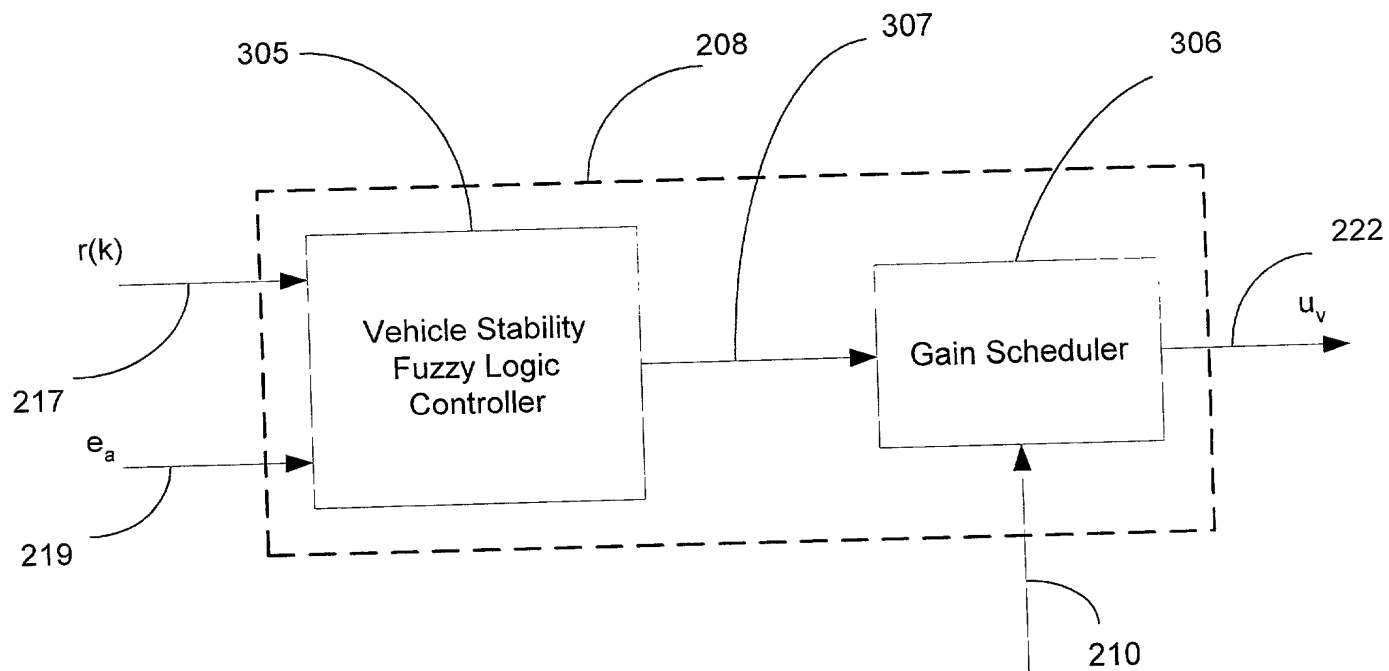 305
307
208
306
r(k)
222
u_v
Vehicle Stability
Fuzzy Logic
Controller
Gain Scheduler
217
e_a
219
210